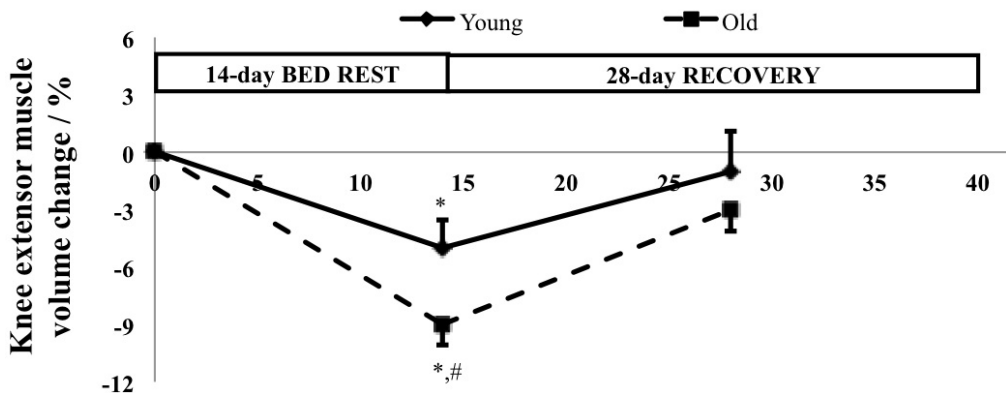 Young Old
6
14-day BED REST 28-day RECOVERY
3
0
0 5 10 15 20 25 30 35 40
*
-3
-6
-9
*,#
-12
Knee extensor muscle
volume change / %